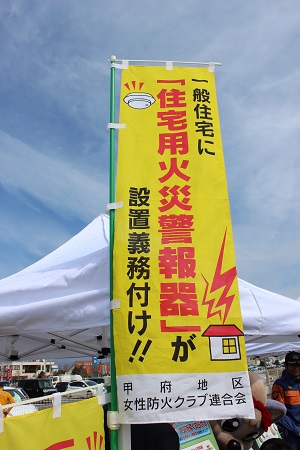 一般住宅に
「住宅用火災警報器」が
設置義務付け!!
甲府地区
女性防火クラブ連合会